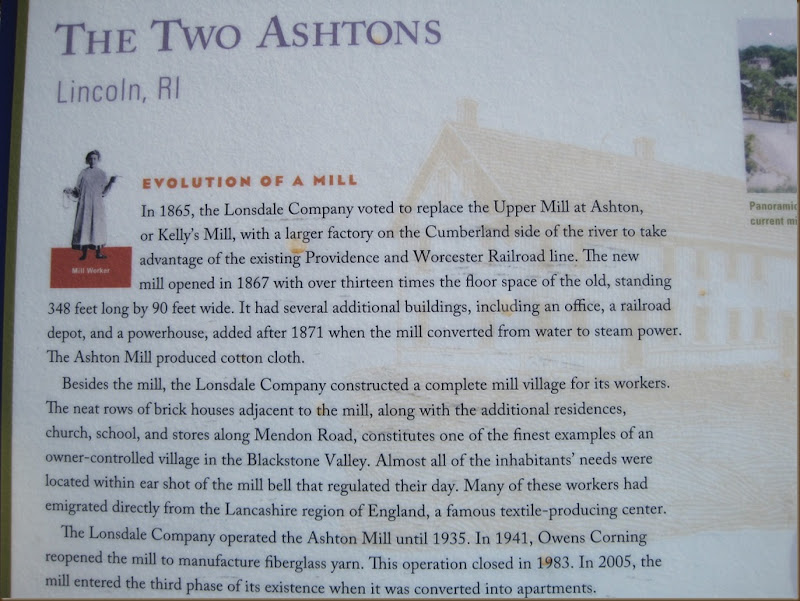 THE TWO ASHTONS
Lincoln, RI
EVOLUTION OF A MILL
In 1865, the Lonsdale Company voted to replace the Upper Mill at Ashton,
or Kelly's Mill, with a larger factory on the Cumberland side of the river to take
advantage of the existing Providence and Worcester Railroad line. The new
mill opened in 1867 with over thirteen times the floor space of the old, standing
348 feet long by 90 feet wide. It had several additional buildings, including an office, a railroad
depot, and a powerhouse, added after 1871 when the mill converted from water to steam power.
The Ashton Mill produced cotton cloth.
Mill Worker
Besides the mill, the Lonsdale Company constructed a complete mill village for its workers.
The neat rows of brick houses adjacent to the mill, along with the additional residences,
church, school, and stores along Mendon Road, constitutes one of the finest examples of an
owner-controlled village in the Blackstone Valley. Almost all of the inhabitants' needs were
located within ear shot of the mill bell that regulated their day. Many of these workers had
emigrated directly from the Lancashire region of England, a famous textile-producing center.
The Lonsdale Company operated the Ashton Mill until 1935. In 1941, Owens Corning
reopened the mill to manufacture fiberglass yarn. This operation closed in 1983. In 2005, the
mill entered the third phase of its existence when it was converted into apartments.
Panoramic
current mi